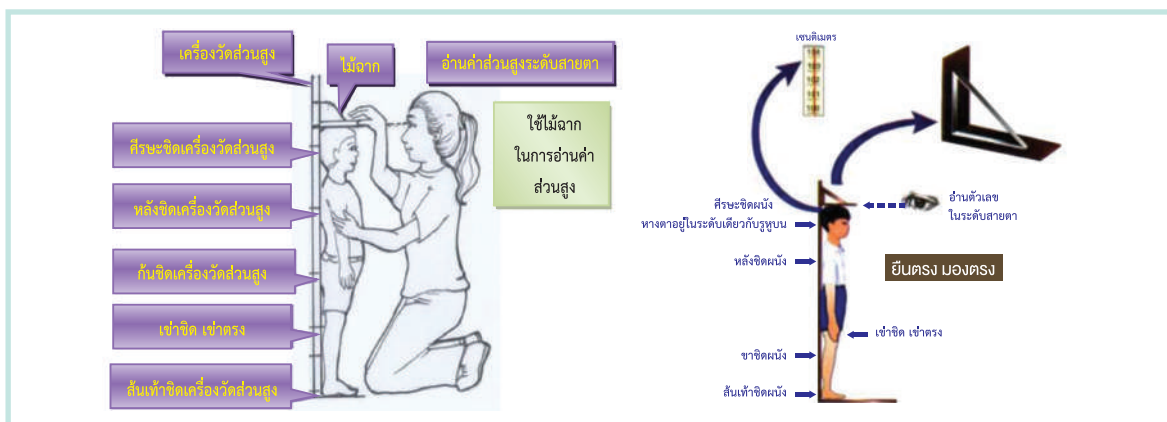 เครื่องวัดส่วนสูง
ไม้ฉาก
อ่านค่าส่วนสูงระดับสายตา
ศีรษะชิดเครื่องวัดส่วนสูง
หลังชิดเครื่องวัดส่วนสูง
ก้นชิดเครื่องวัดส่วนสูง
เข่าชิด เข่าตรง
ส้นเท้าชิดเครื่องวัดส่วนสูง
ใช้ไม้ฉาก
ในการอ่านค่า
ส่วนสูง
เซนติเมตร
104
103
102
101
100
ศีรษะชิดผนัง
หางตาอยู่ในระดับเดียวกับรูหูบน
หลังชิดผนัง
อ่านตัวเลข
ในระดับสายตา
ยืนตรง มองตรง
เข่าชิด เข่าตรง
ขาชิดผนัง
ส้นเท้าชิดผนัง